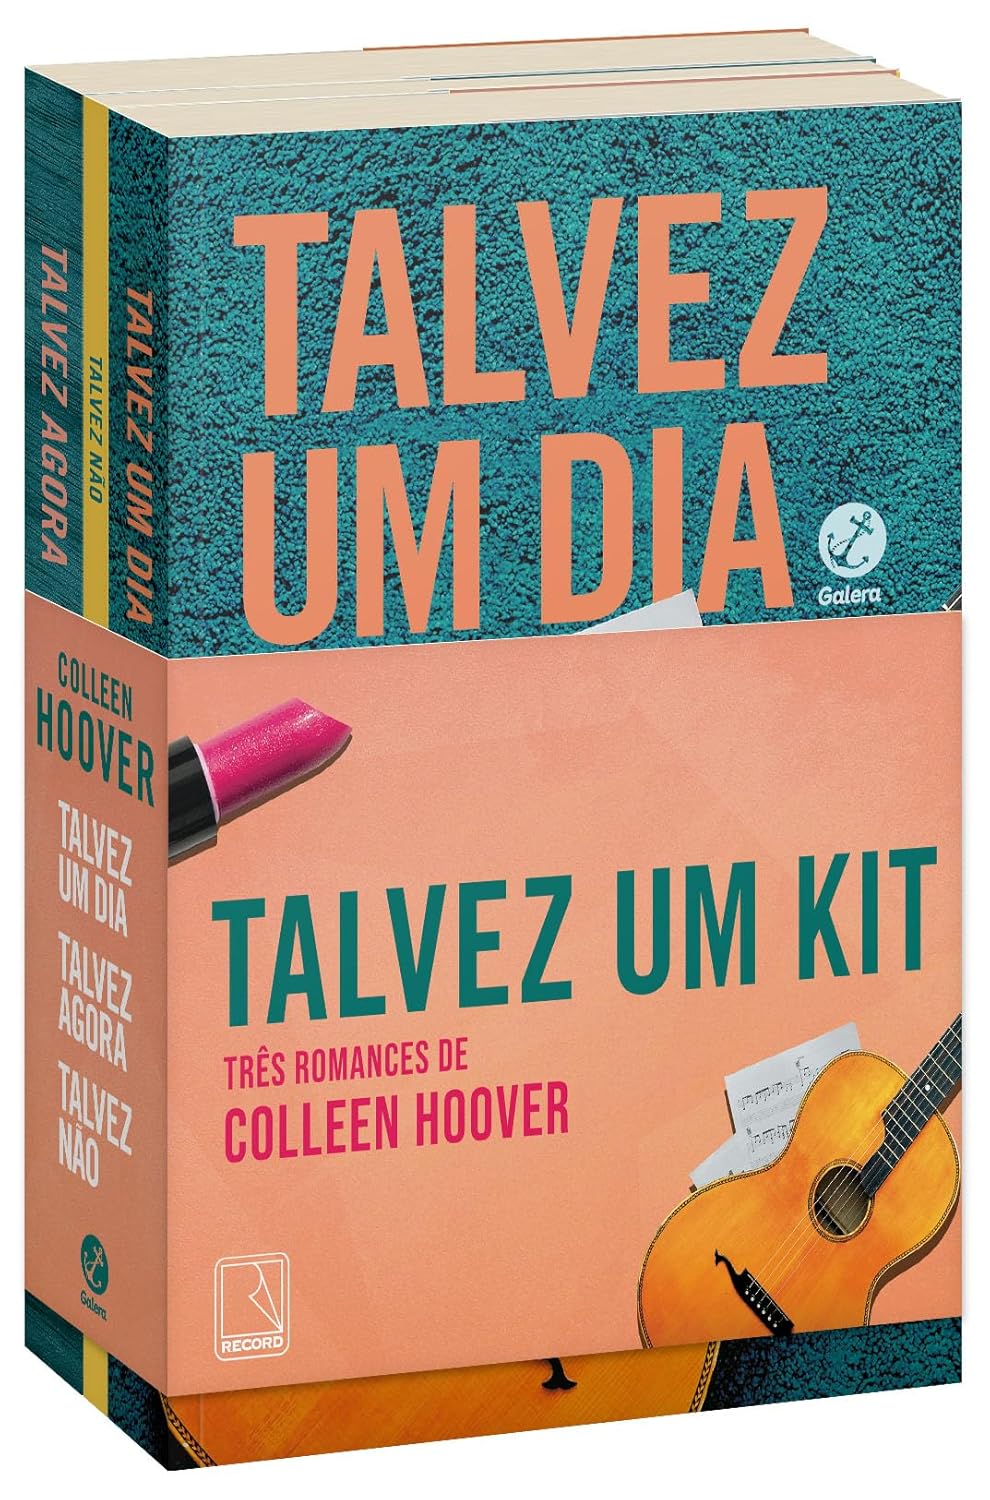 TALVEZ
UM DIA
Galera
TALVEZ AGORA
TALVEZ NÃO
TALVEZ UM DIA
COLLEEN
HOOVER
TALVEZ
UM DIA
TALVEZ
AGORA
TALVEZ
NÃO
Galera
TALVEZ UM KIT
TRÊS ROMANCES DE
COLLEEN HOOVER
RECORD